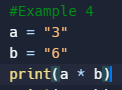 #Example 4
a = "3"
b = "6"
print(a * b)